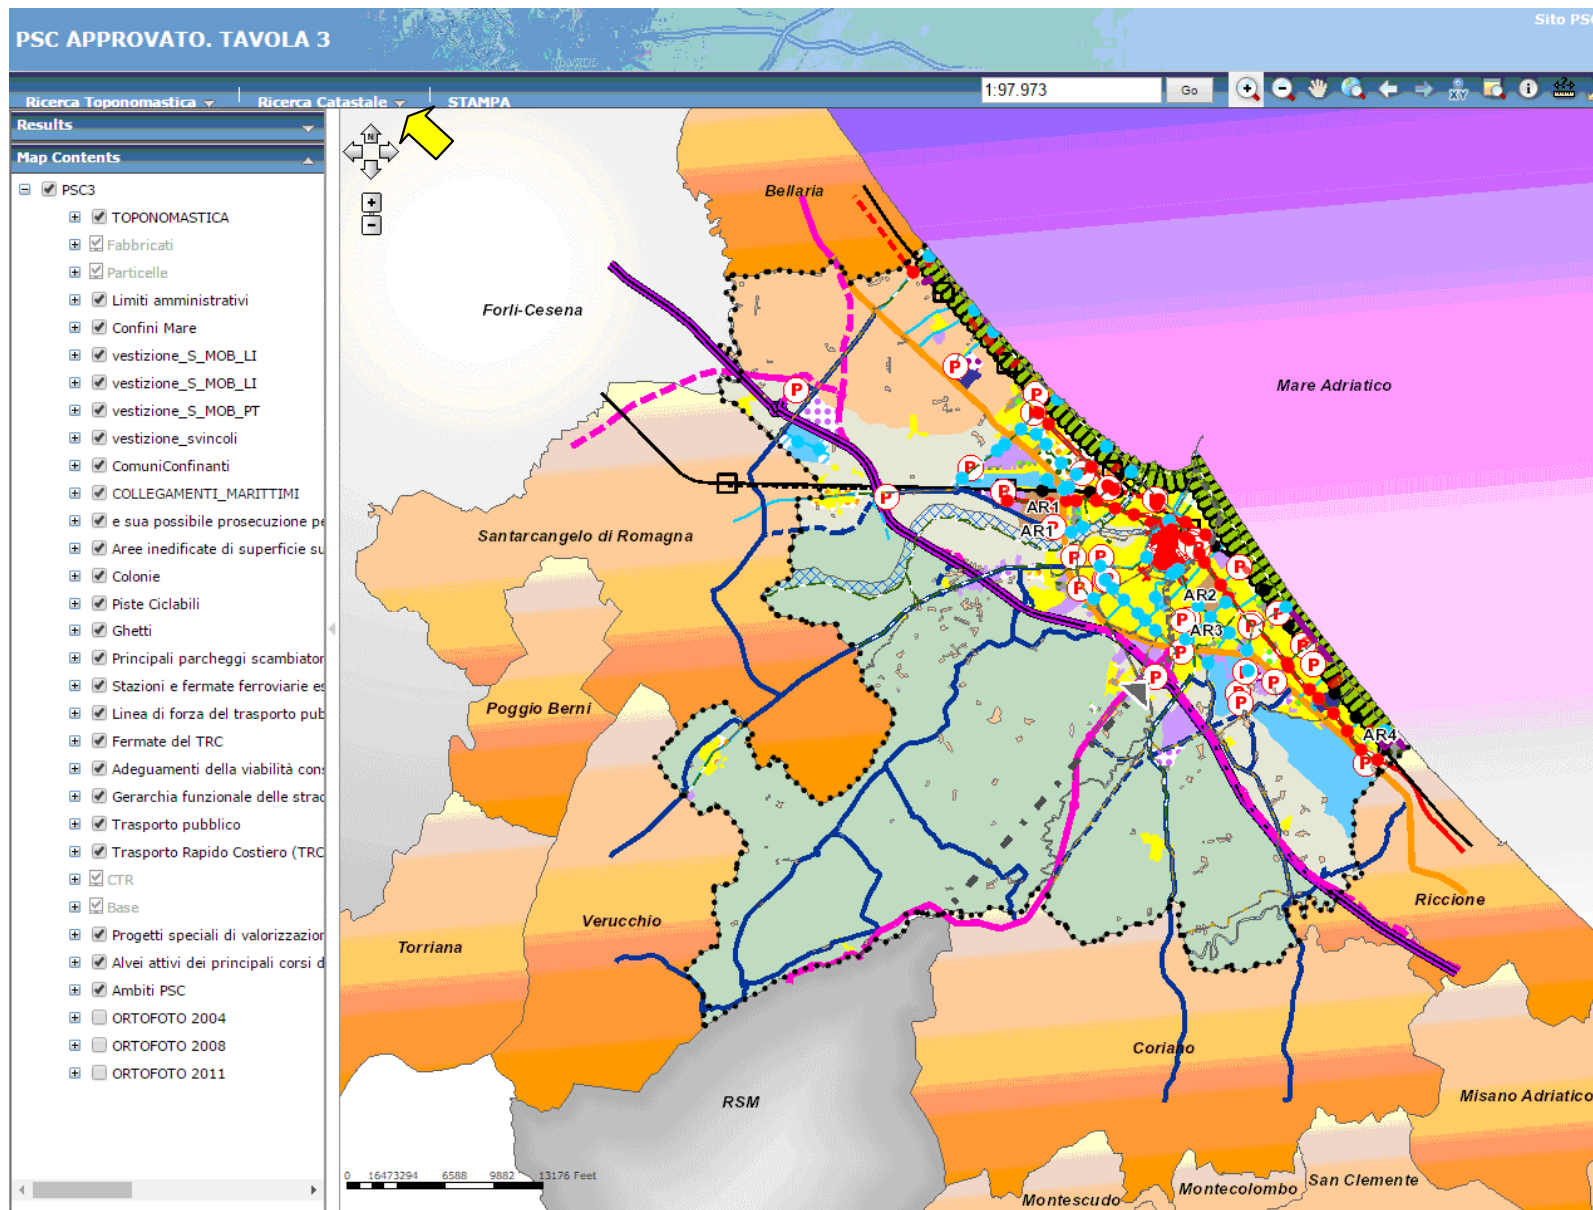 Sito PS
PSC APPROVATO. TAVOLA 3
1:97.973
Go
XY
Ricerca Toponomastica
Ricerca Catastale
STAMPA
Results
Map Contents
PSC3
TOPONOMASTICA
Fabbricati
Particelle
Limiti amministrativi
Confini Mare
vestizione_S_MOB_LI
vestizione_S_MOB_LI
vestizione_S_MOB_PT
vestizione_svincoli
ComuniConfinanti
COLLEGAMENTI_MARITTIMI
e sua possibile prosecuzione pe
Aree inedificate di superficie su
Colonie
Piste Ciclabili
Ghetti
Principali parcheggi scambiator
Stazioni e fermate ferroviarie es
Linea di forza del trasporto pub
Fermate del TRC
Adeguamenti della viabilità cons
Gerarchia funzionale delle strad
Trasporto pubblico
Trasporto Rapido Costiero (TRC
CTR
Base
Progetti speciali di valorizzazion
Alvei attivi dei principali corsi d
Ambiti PSC
ORTOFOTO 2004
ORTOFOTO 2008
ORTOFOTO 2011
N
Bellaria
Forlì-Cesena
Mare Adriatico
Santarcangelo di Romagna
AR1
AR1
AR2
AR3
Poggio Berni
AR4
Riccione
Verucchio
Torriana
Coriano
RSM
Misano Adriatico
0 16473294 6588 9882 13176 Feet
San Clemente
Montecolombo
Montescudo